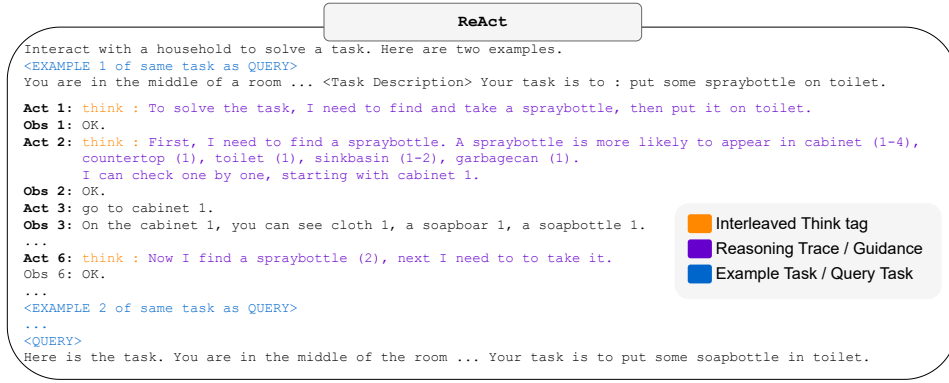 ReAct
Interact with a household to solve a task. Here are two examples.
<EXAMPLE 1 of same task as QUERY>
You are in the middle of a room ... <Task Description> Your task is to : put some spraybottle on toilet.
Act 1: think : To solve the task, I need to find and take a spraybottle, then put it on toilet.
Obs 1: OK.
Act 2: think : First, I need to find a spraybottle. A spraybottle is more likely to appear in cabinet (1-4),
countertop (1), toilet (1), sinkbasin (1-2), garbagecan (1).
I can check one by one, starting with cabinet 1.
Obs 2: OK.
Act 3: go to cabinet 1.
Obs 3: On the cabinet 1, you can see cloth 1, a soapboar 1, a soapbottle 1.
...
Act 6: think : Now I find a spraybottle (2), next I need to to take it.
Obs 6: OK.
...
<EXAMPLE 2 of same task as QUERY>
...
<QUERY>
Here is the task. You are in the middle of the room ... Your task is to put some soapbottle in toilet.
Interleaved Think tag
Reasoning Trace / Guidance
Example Task / Query Task